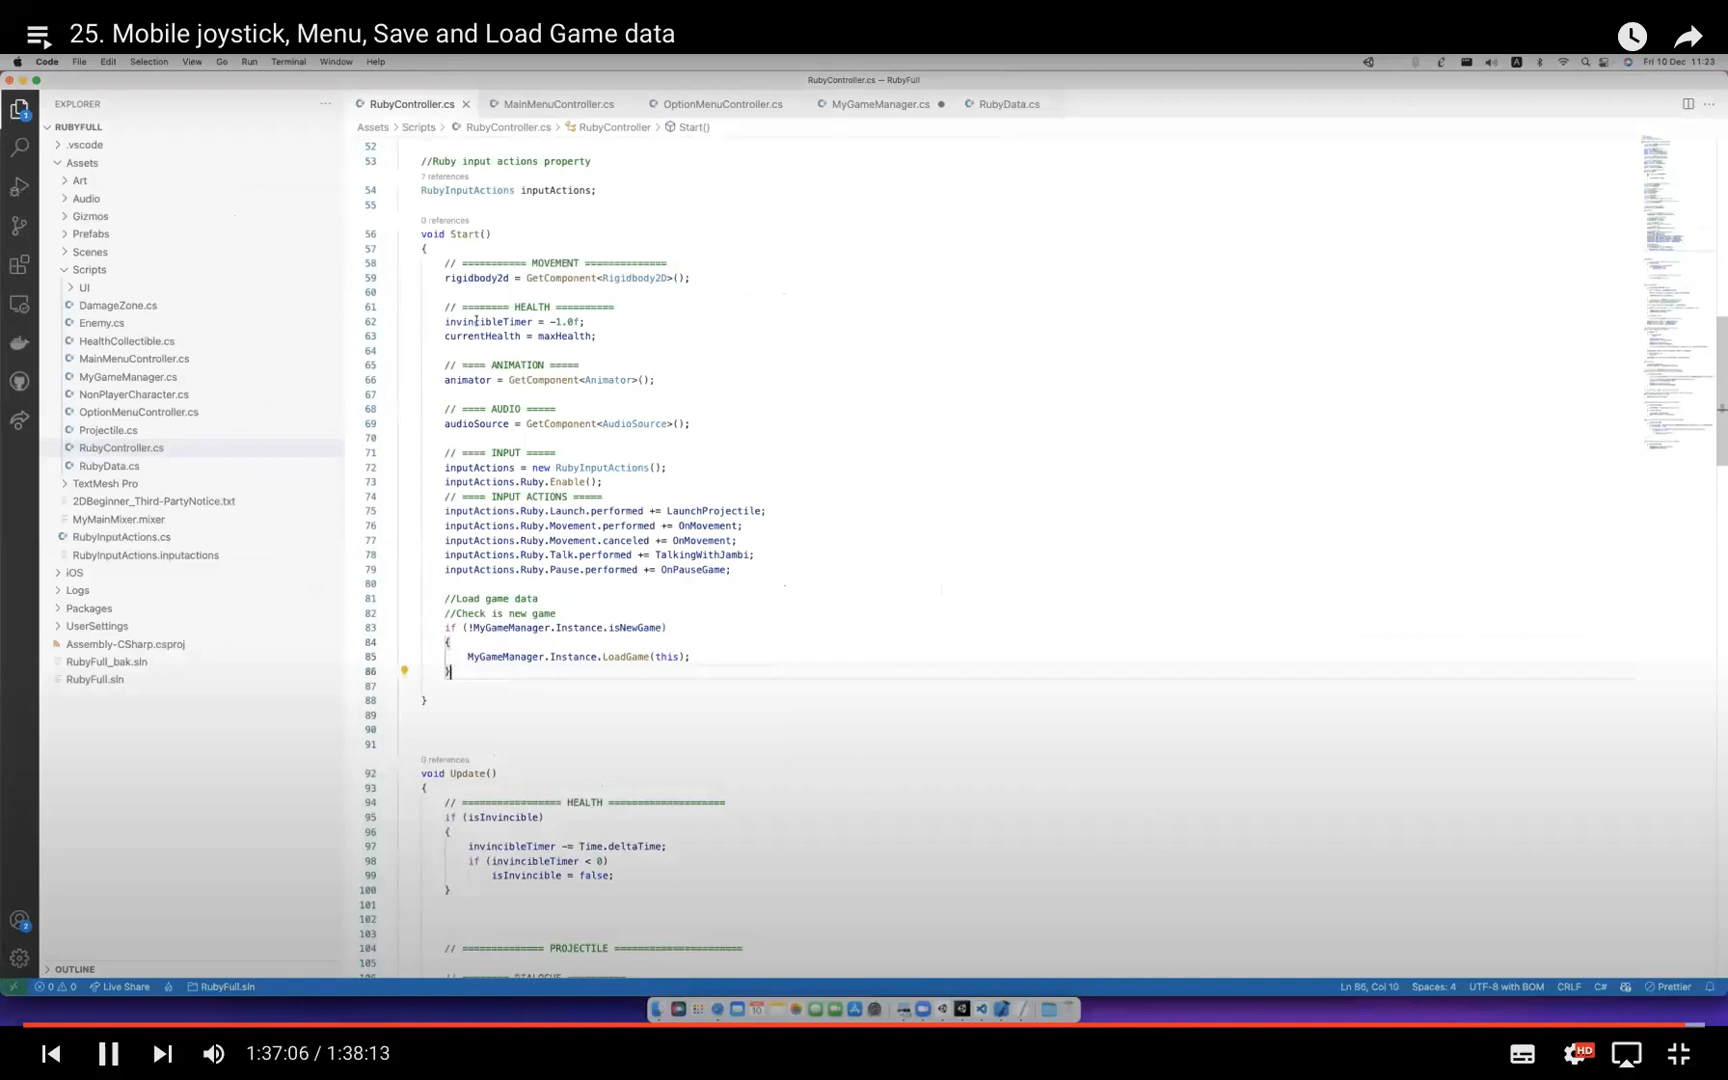 25. Mobile joystick, Menu, Save and Load Game data
Code File Edit Selection View Go Run Terminal Window Help
Fri 10 Dec 11:23
RubyController.cs — RubyFull
EXPLORER
RUBYFULL
.vscode
Assets
Art
Audio
Gizmos
Prefabs
Scenes
Scripts
UI
DamageZone.cs
Enemy.cs
HealthCollectible.cs
MainMenuController.cs
MyGameManager.cs
NonPlayerCharacter.cs
OptionMenuController.cs
Projectile.cs
RubyController.cs
RubyData.cs
TextMesh Pro
2DBeginner_Third-PartyNotice.txt
MyMainMixer.mixer
RubyInputActions.cs
RubyInputActions.inputactions
iOS
Logs
Packages
UserSettings
Assembly-CSharp.csproj
RubyFull_bak.sln
RubyFull.sln
OUTLINE
RubyController.cs MainMenuController.cs OptionMenuController.cs MyGameManager.cs RubyData.cs
Assets > Scripts > RubyController.cs > RubyController > Start()
52
53 //Ruby input actions property
7 references
54 RubyInputActions inputActions;
55
0 references
56 void Start()
57 {
58 // =========== MOVEMENT ==============
59 rigidbody2d = GetComponent<Rigidbody2D>();
60
61 // ======== HEALTH ==========
62 invincibleTimer = -1.0f;
63 currentHealth = maxHealth;
64
65 // ==== ANIMATION =====
66 animator = GetComponent<Animator>();
67
68 // ==== AUDIO =====
69 audioSource = GetComponent<AudioSource>();
70
71 // ==== INPUT =====
72 inputActions = new RubyInputActions();
73 inputActions.Ruby.Enable();
74 // ==== INPUT ACTIONS =====
75 inputActions.Ruby.Launch.performed += LaunchProjectile;
76 inputActions.Ruby.Movement.performed += OnMovement;
77 inputActions.Ruby.Movement.canceled += OnMovement;
78 inputActions.Ruby.Talk.performed += TalkingWithJambi;
79 inputActions.Ruby.Pause.performed += OnPauseGame;
80
81 //Load game data
82 //Check is new game
83 if (!MyGameManager.Instance.isNewGame)
84 {
85 MyGameManager.Instance.LoadGame(this);
86 }
87
88 }
89
90
91
0 references
92 void Update()
93 {
94 // ================= HEALTH ====================
95 if (isInvincible)
96 {
97 invincibleTimer -= Time.deltaTime;
98 if (invincibleTimer < 0)
99 isInvincible = false;
100 }
101
102
103
104 // ============== PROJECTILE ======================
105
0 0 Live Share RubyFull.sln
Ln 86, Col 10 Spaces: 4 UTF-8 with BOM CRLF C# Prettier
1:37:06 / 1:38:13
HD